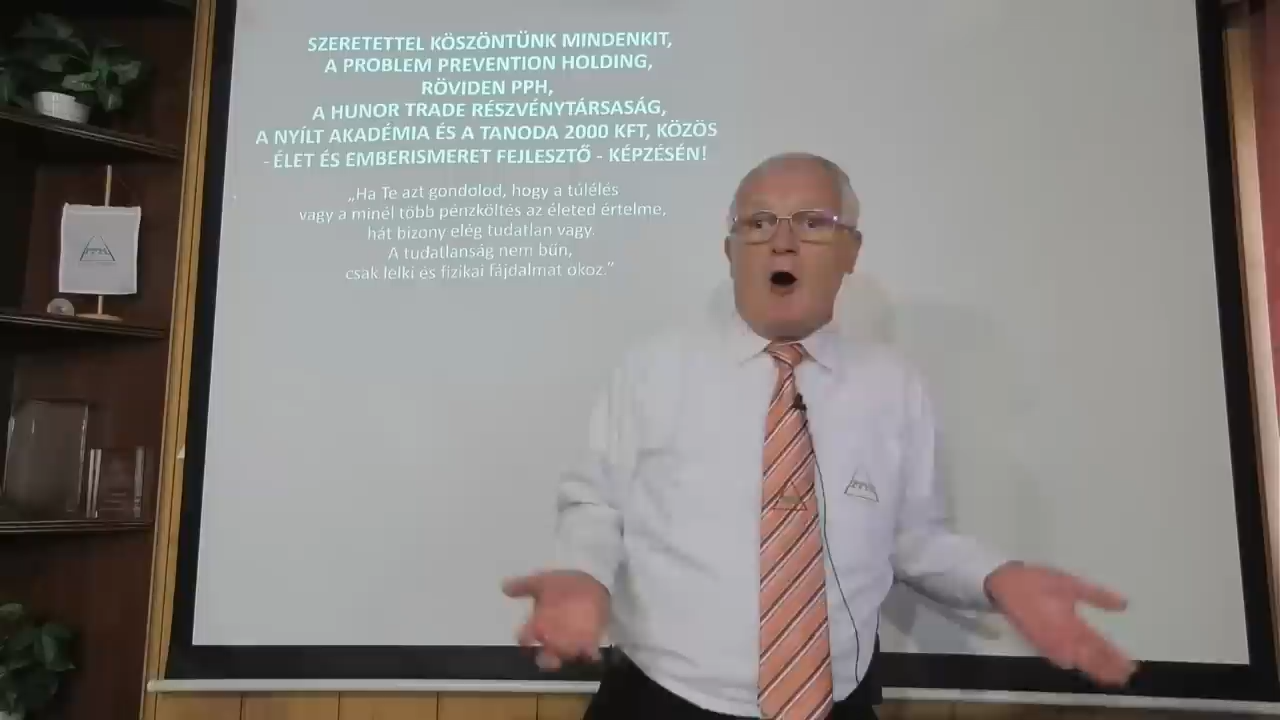 SZERETETTEL KÖSZÖNTÜNK MINDENKIT,
A PROBLEM PREVENTION HOLDING,
RÖVIDEN PPH,
A HUNOR TRADE RÉSZVÉNYTÁRSASÁG,
A NYÍLT AKADÉMIA ÉS A TANODA 2000 KFT, KÖZÖS
- ÉLET ÉS EMBERISMERET FEJLESZTŐ - KÉPZÉSÉN!
„Ha Te azt gondolod, hogy a túlélés
vagy a minél több pénzköltés az életed értelme,
hát bizony elég tudatlan vagy.
A tudatlanság nem bűn,
csak lelki és fizikai fájdalmat okoz.”